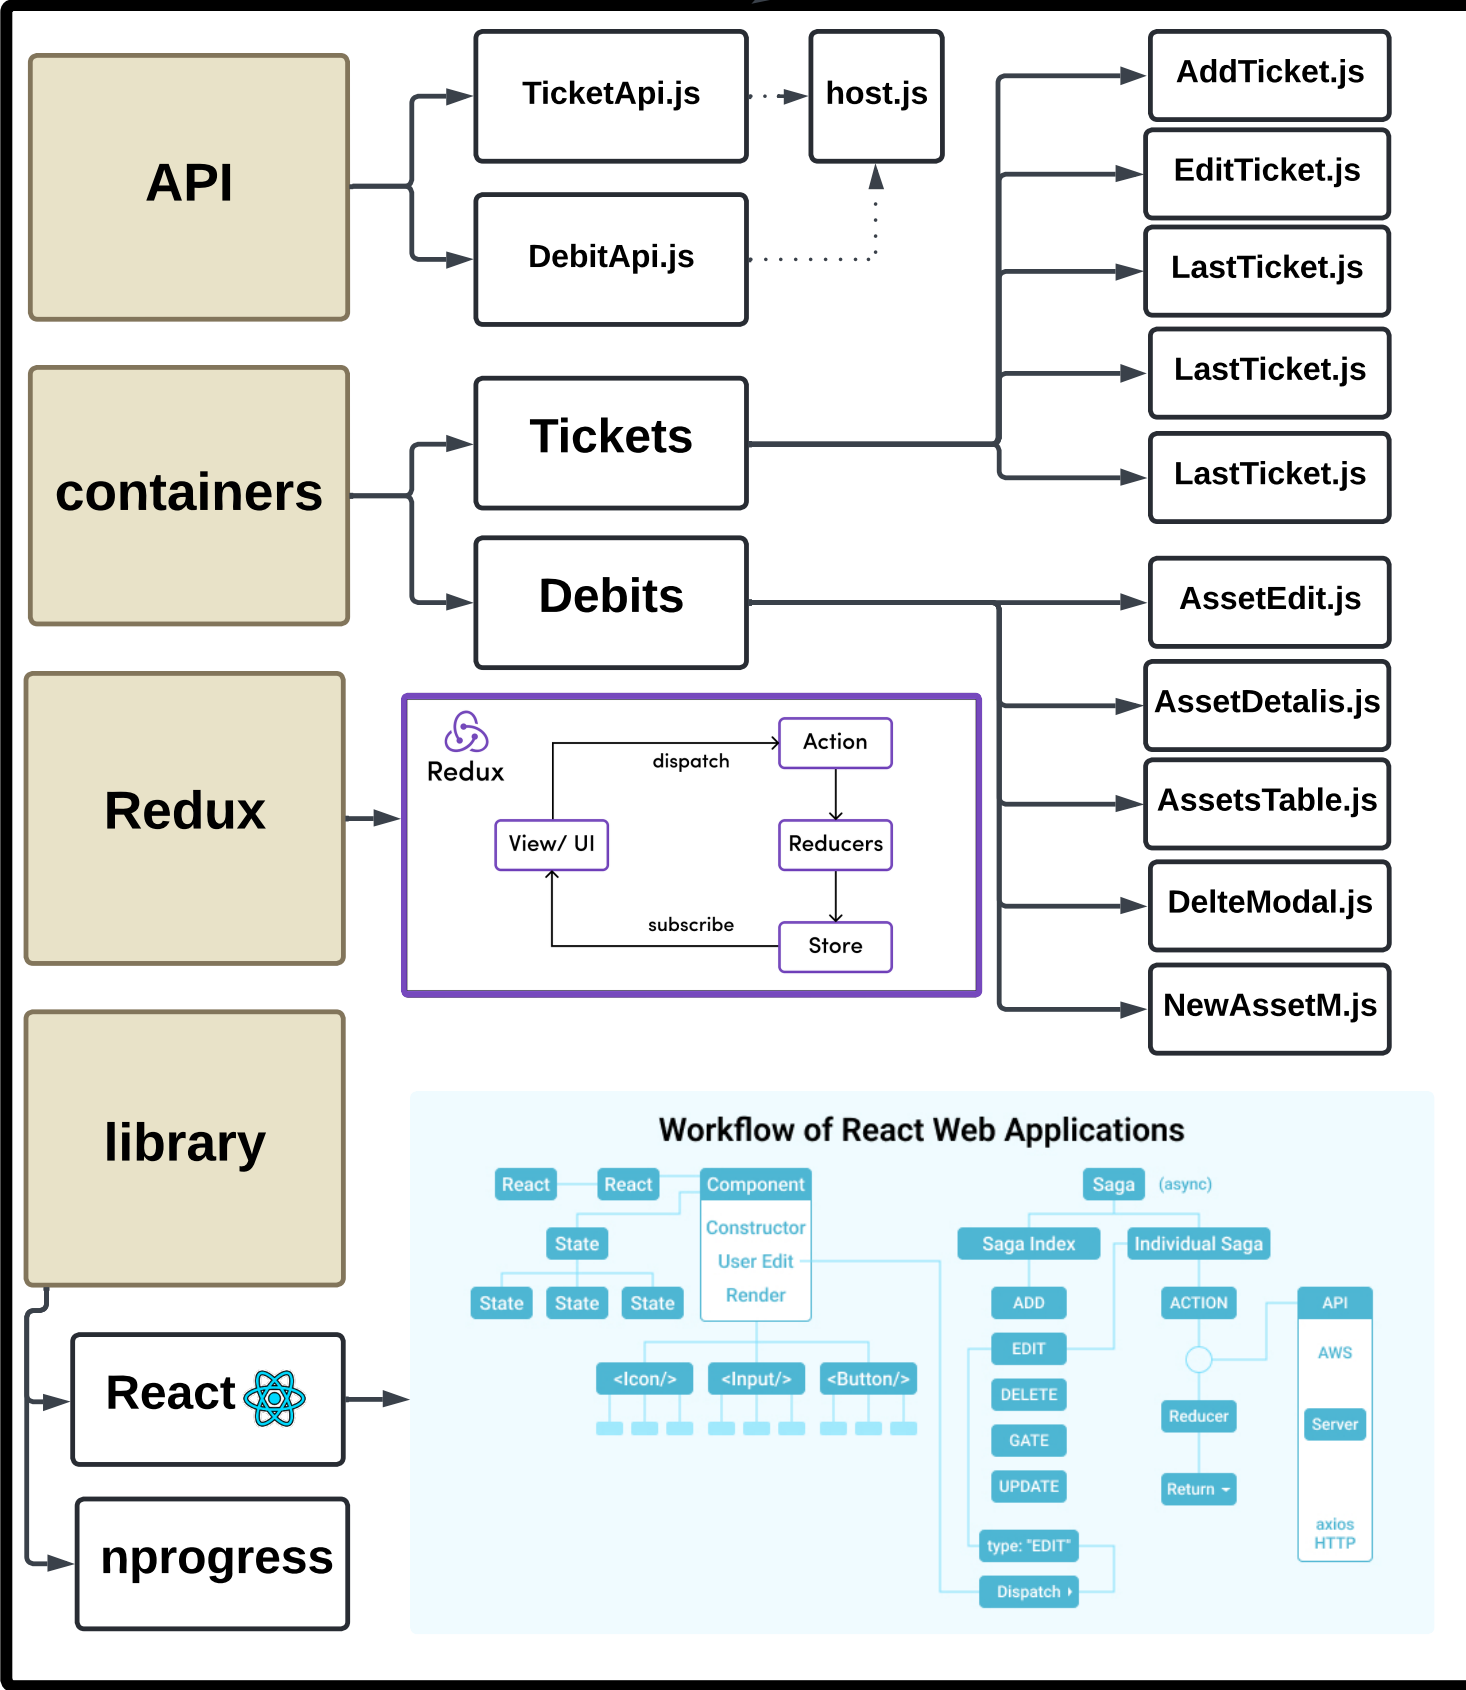 API
TicketApi.js
host.js
DebitApi.js
AddTicket.js
EditTicket.js
LastTicket.js
LastTicket.js
LastTicket.js
containers
Tickets
Debits
AssetEdit.js
AssetDetalis.js
AssetsTable.js
DelteModal.js
NewAssetM.js
Redux
Redux
dispatch
Action
View/ UI
Reducers
subscribe
Store
library
React
nprogress
Workflow of React Web Applications
React
React
Component
Constructor
User Edit
Render
State
State
State
State
<Icon/>
<Input/>
<Button/>
Saga
(async)
Saga Index
Individual Saga
ADD
EDIT
DELETE
GATE
UPDATE
type: "EDIT"
Dispatch
ACTION
Reducer
Return
API
AWS
Server
axios
HTTP